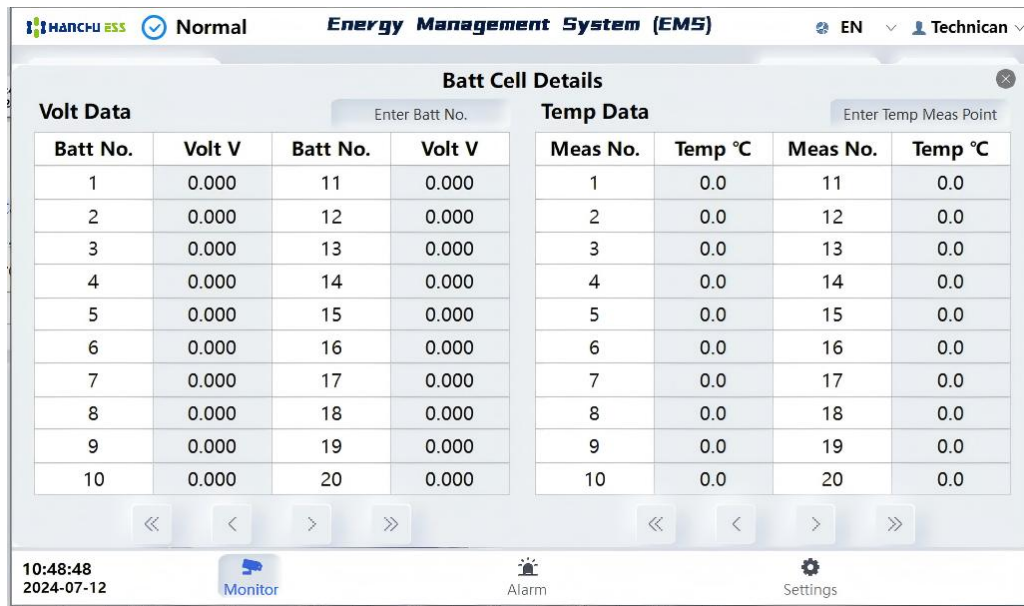 HANCHU ESS Normal Energy Management System (EMS) EN Technican
Batt Cell Details
Volt Data Enter Batt No. Temp Data Enter Temp Meas Point
Batt No. Volt V Batt No. Volt V Meas No. Temp ℃ Meas No. Temp ℃
1 0.000 11 0.000 1 0.0 11 0.0
2 0.000 12 0.000 2 0.0 12 0.0
3 0.000 13 0.000 3 0.0 13 0.0
4 0.000 14 0.000 4 0.0 14 0.0
5 0.000 15 0.000 5 0.0 15 0.0
6 0.000 16 0.000 6 0.0 16 0.0
7 0.000 17 0.000 7 0.0 17 0.0
8 0.000 18 0.000 8 0.0 18 0.0
9 0.000 19 0.000 9 0.0 19 0.0
10 0.000 20 0.000 10 0.0 20 0.0
10:48:48
2024-07-12
Monitor Alarm Settings